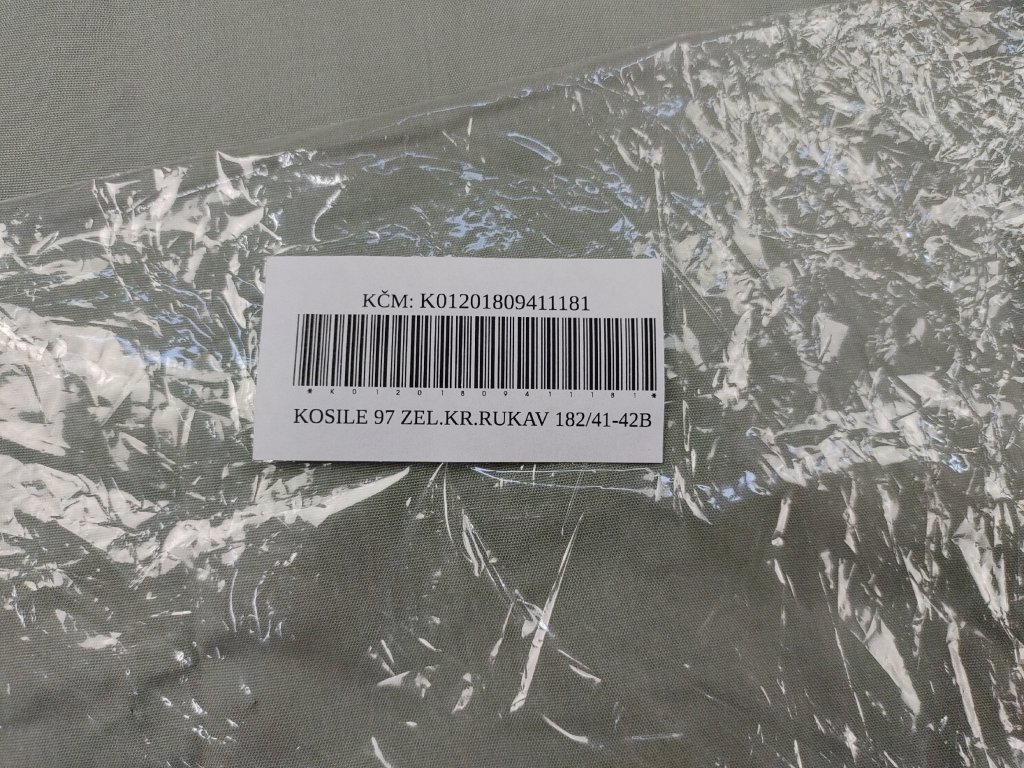 KČM: K01201809411181
*K01201809411181*
KOSILE 97 ZEL.KR.RUKAV 182/41-42B